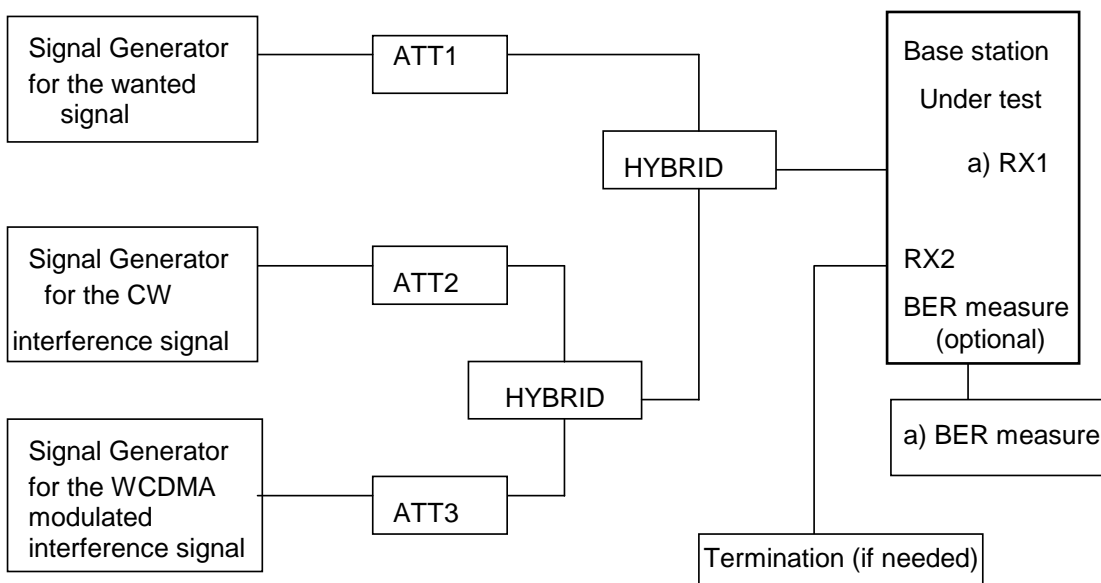 Signal Generator
for the wanted
signal
ATT1
HYBRID
Base station
Under test
a) RX1
RX2
BER measure
(optional)
Signal Generator
for the CW
interference signal
ATT2
HYBRID
a) BER measure
Signal Generator
for the WCDMA
modulated
interference signal
ATT3
Termination (if needed)